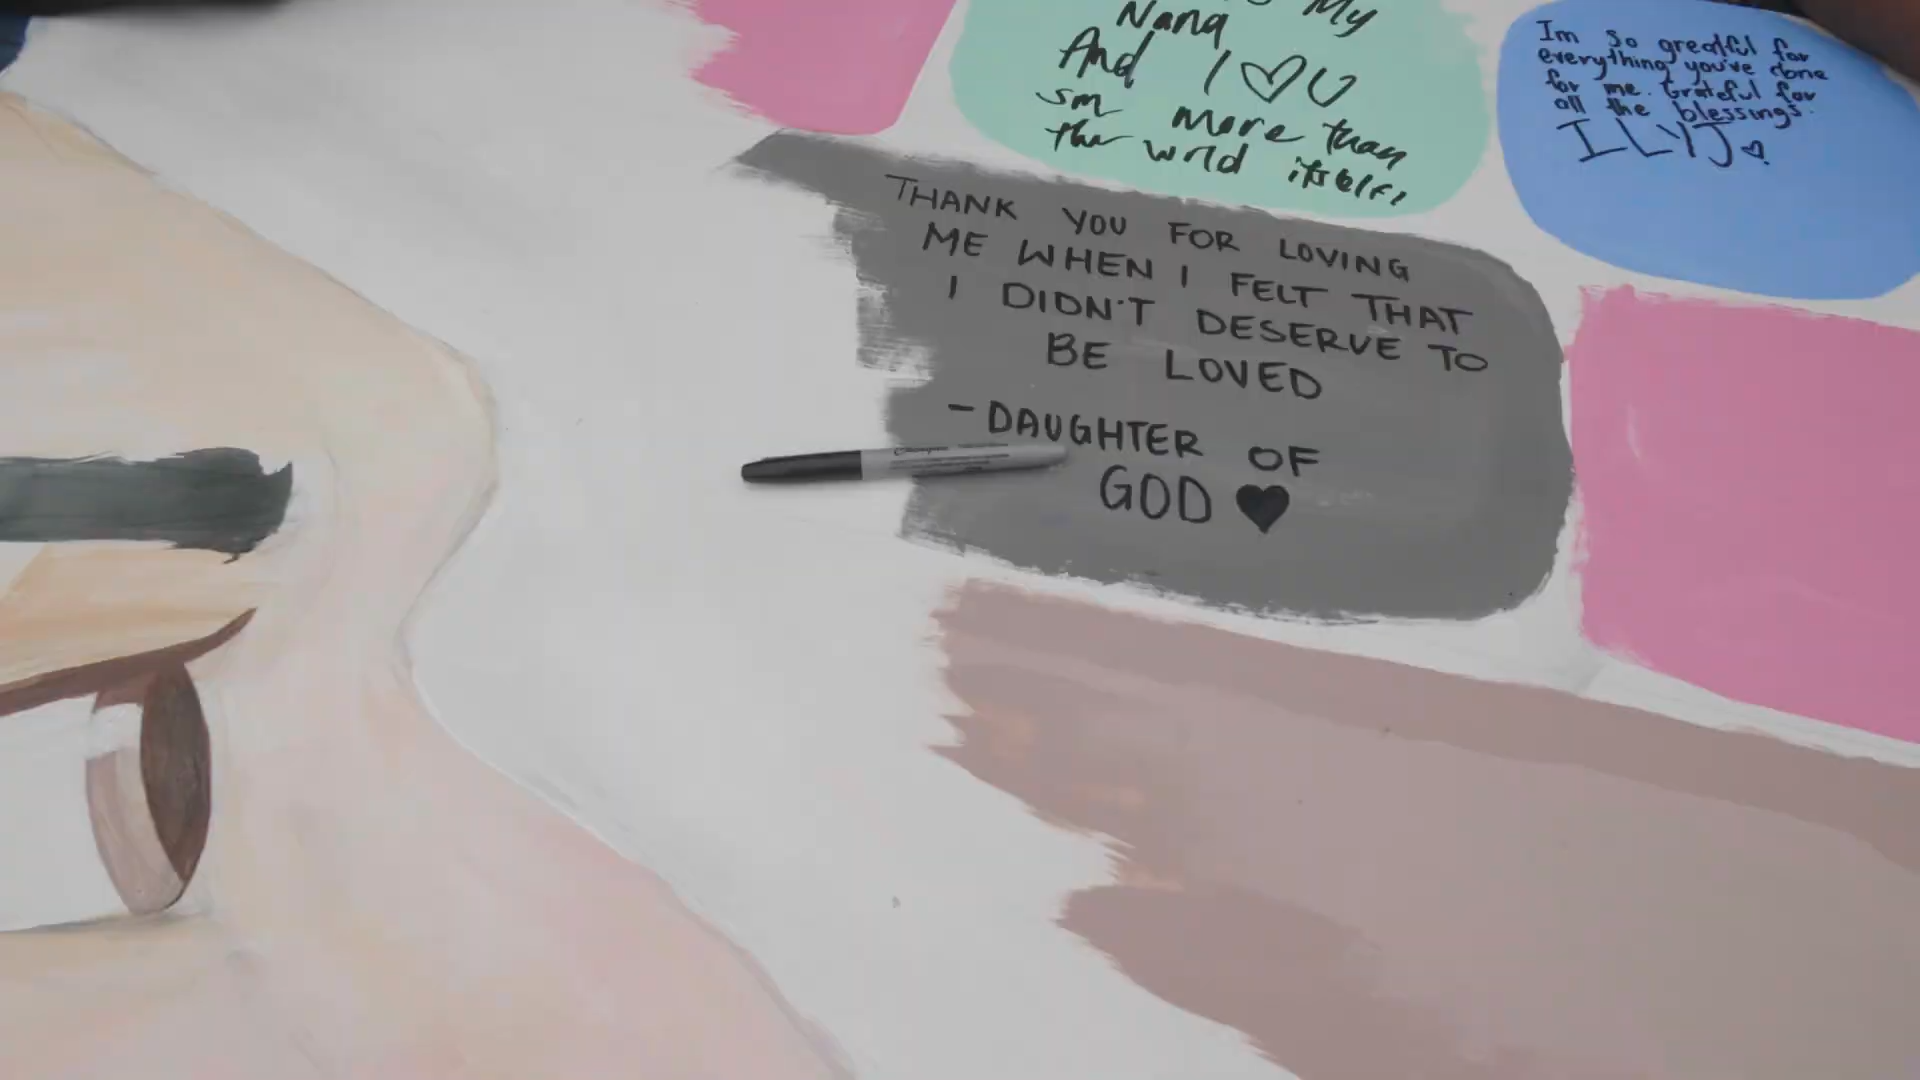 My
Nana
And I ♡ U
sm more than
the wrld itself!
Im so greatful for
everything you've done
for me. Grateful for
all the blessings.
ILYJ ♡
THANK YOU FOR LOVING
ME WHEN I FELT THAT
I DIDN'T DESERVE TO
BE LOVED
- DAUGHTER OF
GOD ♥